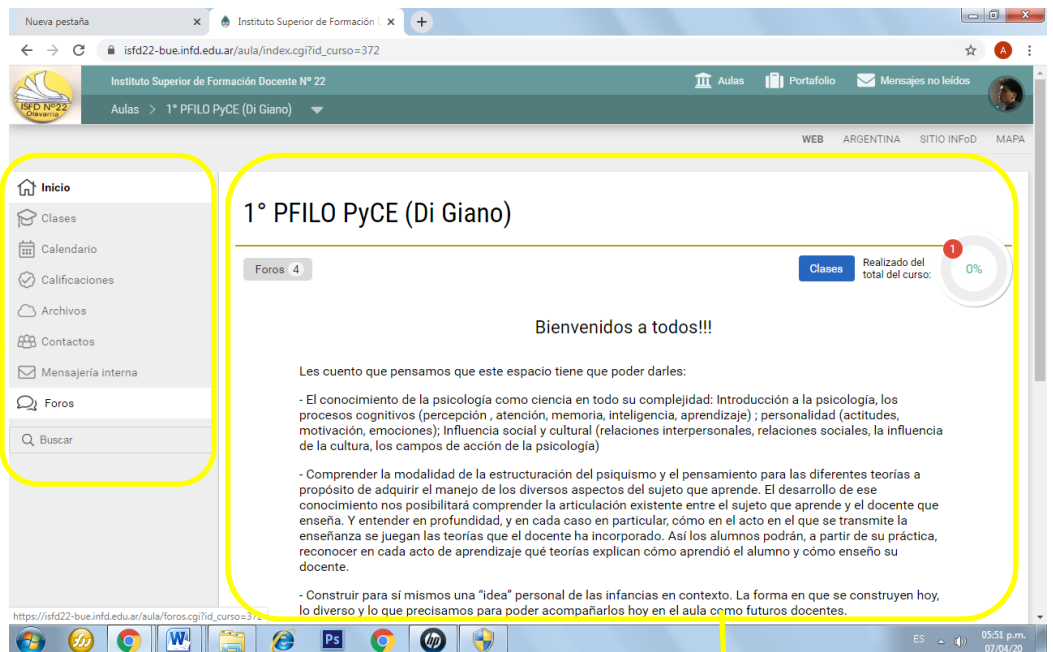 Nueva pestaña
Instituto Superior de Formación
isfd22-bue.infd.edu.ar/aula/index.cgi?id_curso=372
A
Instituto Superior de Formación Docente Nº 22
Aulas
Portafolio
Mensajes no leídos
ISFD Nº22
Olavarría
Aulas > 1° PFILO PyCE (Di Giano)
WEB ARGENTINA SITIO INFoD MAPA
Inicio
Clases
Calendario
Calificaciones
Archivos
Contactos
Mensajería interna
Foros
Buscar
1° PFILO PyCE (Di Giano)
Foros 4
Clases
Realizado del
total del curso:
1
0%
Bienvenidos a todos!!!
Les cuento que pensamos que este espacio tiene que poder darles:
- El conocimiento de la psicología como ciencia en todo su complejidad: Introducción a la psicología, los
procesos cognitivos (percepción , atención, memoria, inteligencia, aprendizaje) ; personalidad (actitudes,
motivación, emociones); Influencia social y cultural (relaciones interpersonales, relaciones sociales, la influencia
de la cultura, los campos de acción de la psicología)
- Comprender la modalidad de la estructuración del psiquismo y el pensamiento para las diferentes teorías a
propósito de adquirir el manejo de los diversos aspectos del sujeto que aprende. El desarrollo de ese
conocimiento nos posibilitará comprender la articulación existente entre el sujeto que aprende y el docente que
enseña. Y entender en profundidad, y en cada caso en particular, cómo en el acto en el que se transmite la
enseñanza se juegan las teorías que el docente ha incorporado. Así los alumnos podrán, a partir de su práctica,
reconocer en cada acto de aprendizaje qué teorías explican cómo aprendió el alumno y cómo enseño su
docente.
- Construir para sí mismos una "idea" personal de las infancias en contexto. La forma en que se construyen hoy,
lo diverso y lo que precisamos para poder acompañarlos hoy en el aula como futuros docentes.
https://isfd22-bue.infd.edu.ar/aula/foros.cgi?id_curso=372
W
Ps
hp
ES
05:51 p.m.
07/04/20